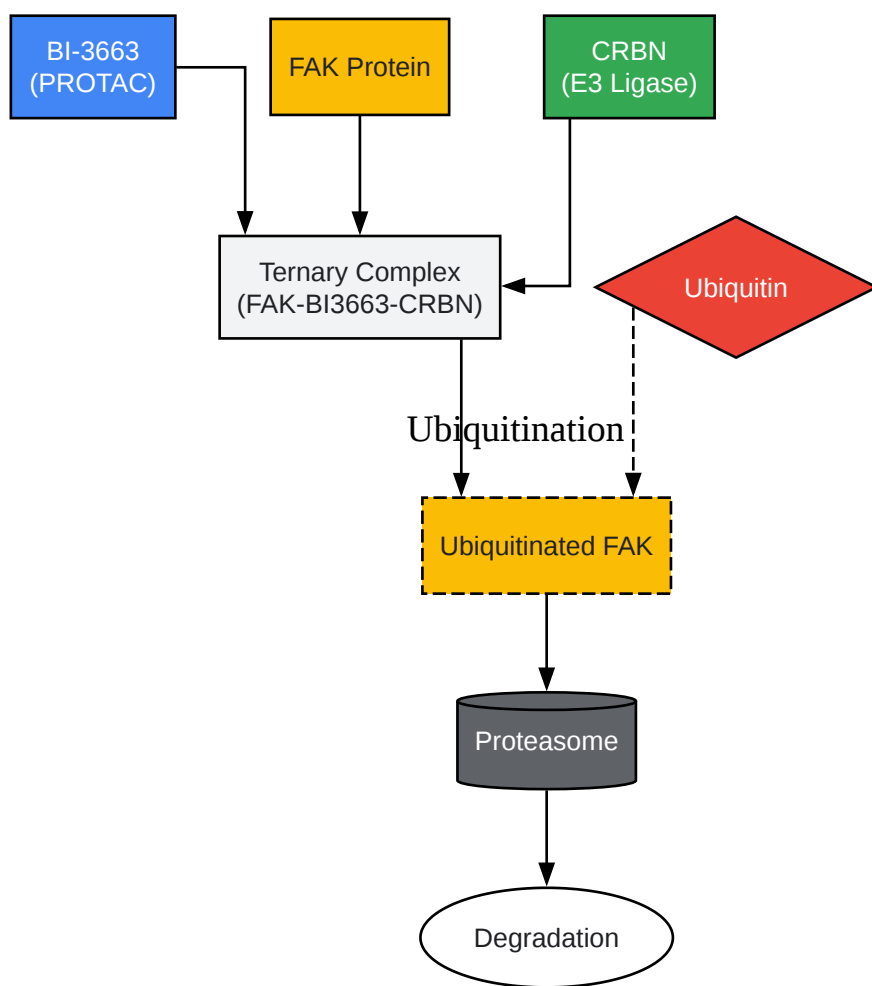 BI-3663
(PROTAC)
FAK Protein
CRBN
(E3 Ligase)
Ternary Complex
(FAK-BI3663-CRBN)
Ubiquitin
Ubiquitination
Ubiquitinated FAK
Proteasome
Degradation